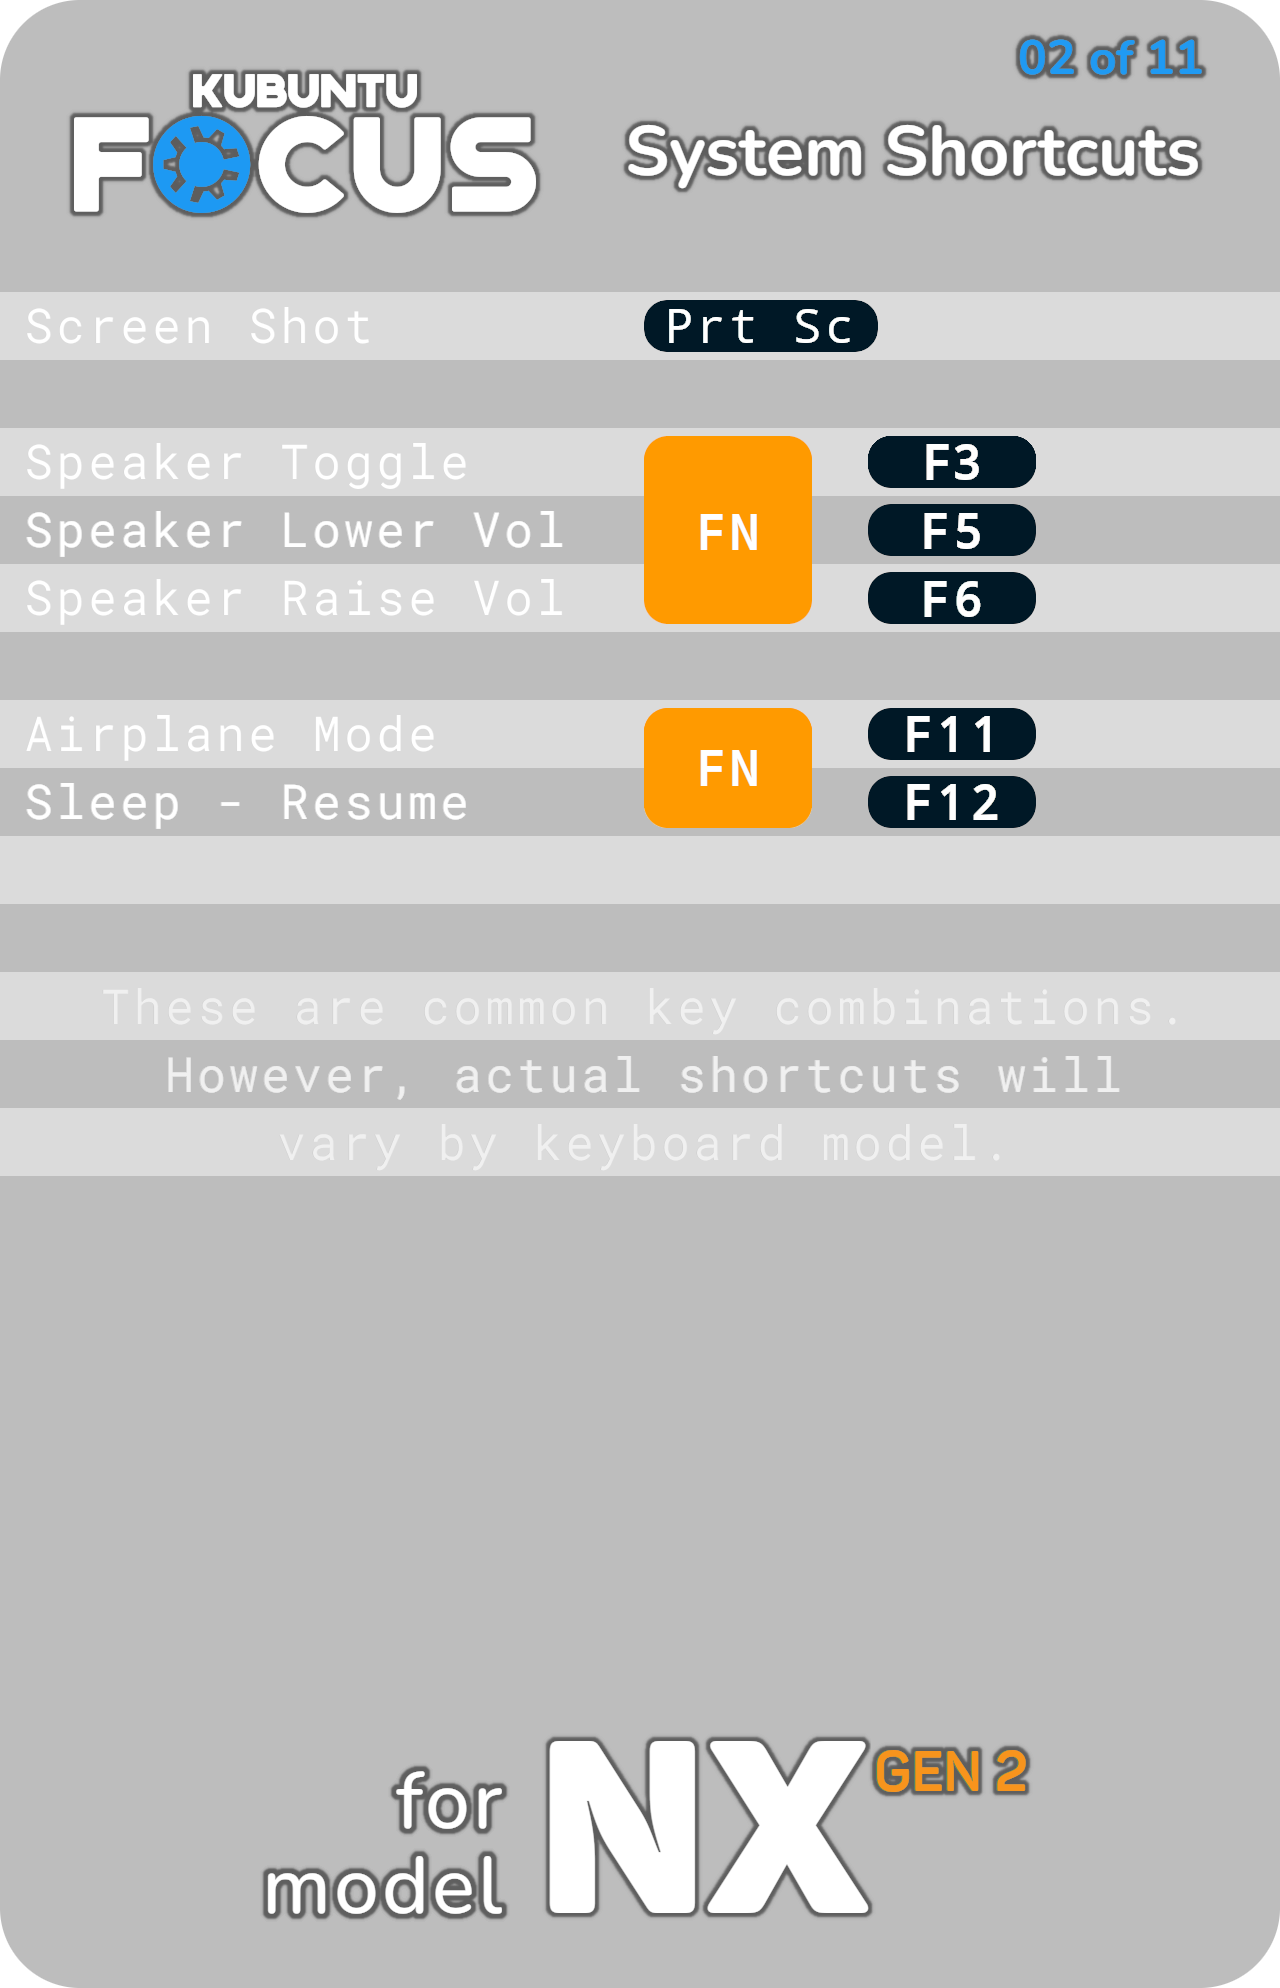 02 of 11
KUBUNTU
FOCUS
System Shortcuts
Screen Shot Prt Sc
Speaker Toggle F3
Speaker Lower Vol FN F5
Speaker Raise Vol F6
Airplane Mode F11
FN
Sleep - Resume F12
These are common key combinations.
However, actual shortcuts will
vary by keyboard model.
for
model
NX GEN 2